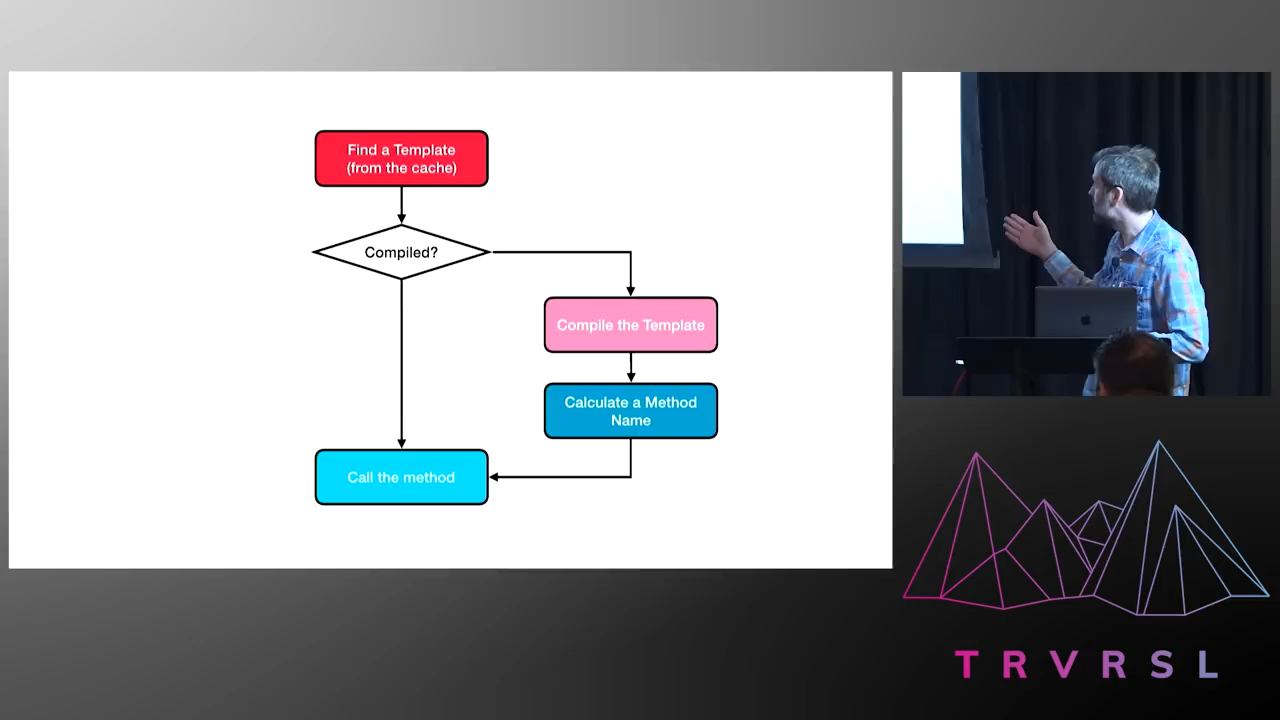 Find a Template
(from the cache)
Compiled?
Compile the Template
Calculate a Method
Name
Call the method
TRVRSL